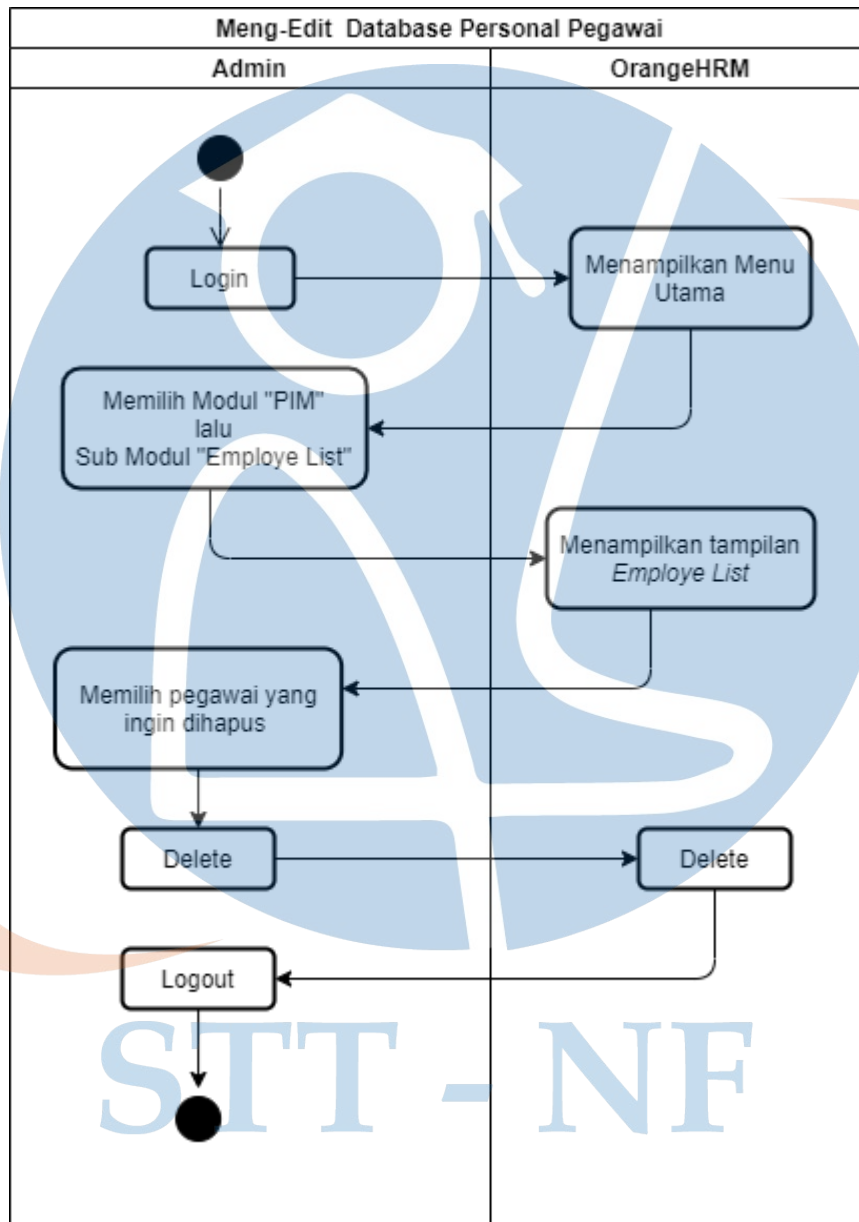 Meng-Edit Database Personal Pegawai
Admin
OrangeHRM
Login
Menampilkan Menu
Utama
Memilih Modul "PIM"
lalu
Sub Modul "Employe List"
Menampilkan tampilan
Employe List
Memilih pegawai yang
ingin dihapus
Delete
Delete
Logout
STT - NF